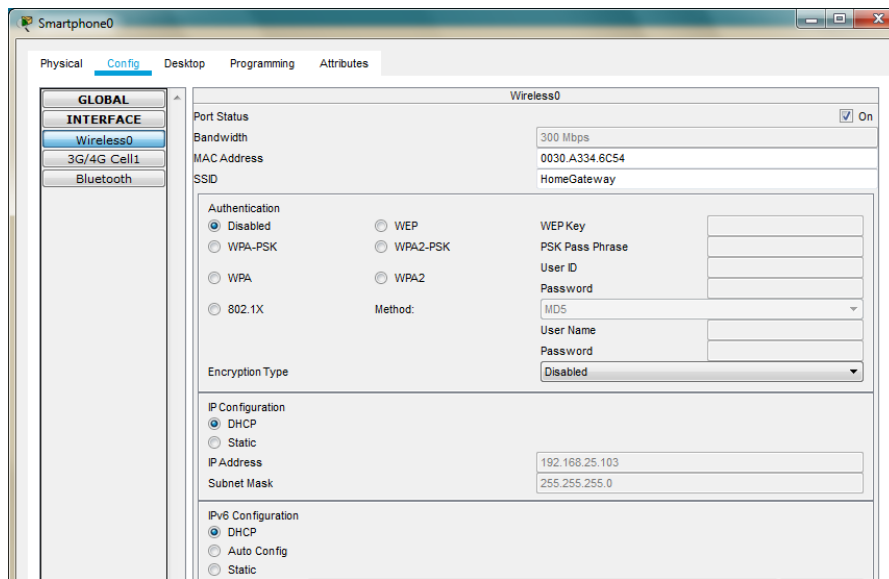 Smartphone0
Physical Config Desktop Programming Attributes
GLOBAL
INTERFACE
Wireless0
3G/4G Cell1
Bluetooth
Wireless0
Port Status On
Bandwidth 300 Mbps
MAC Address 0030.A334.6C54
SSID HomeGateway
Authentication
Disabled WEP WEP Key
WPA-PSK WPA2-PSK PSK Pass Phrase
User ID
WPA WPA2
Password
802.1X Method: MD5
User Name
Password
Encryption Type Disabled
IP Configuration
DHCP
Static
IP Address 192.168.25.103
Subnet Mask 255.255.255.0
IPv6 Configuration
DHCP
Auto Config
Static